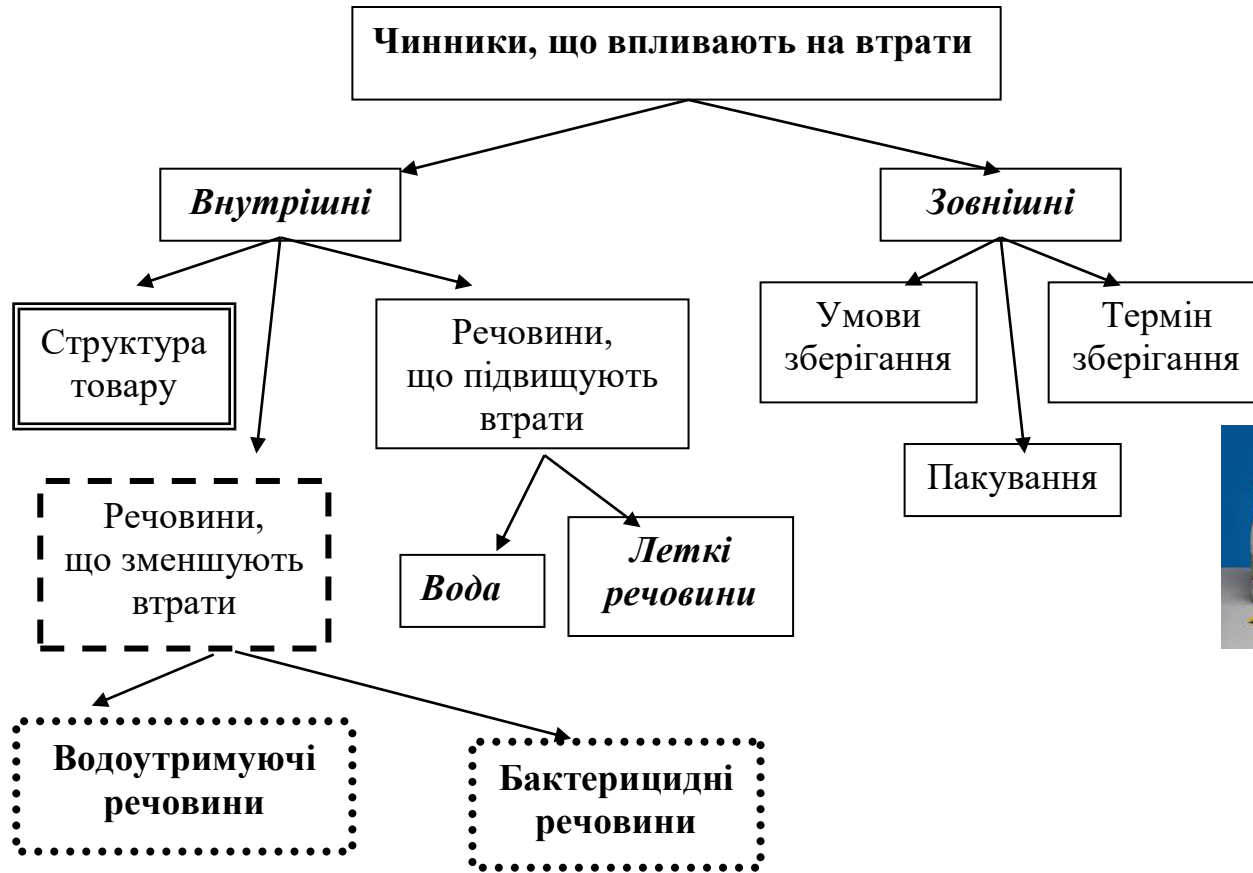 Чинники, що впливають на втрати
Внутрішні
Зовнішні
Структура
товару
Речовини,
що підвищують
втрати
Умови
зберігання
Термін
зберігання
Пакування
Речовини,
що зменшують
втрати
Вода
Леткі
речовини
Водоутримуючі
речовини
Бактерицидні
речовини